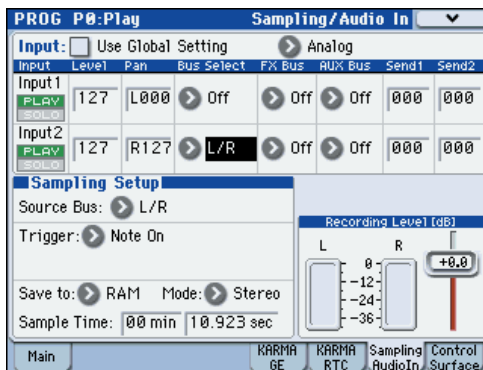 PROG P0:Play Sampling/Audio In
Input: Use Global Setting Analog
Input Level Pan Bus Select FX Bus AUX Bus Send1 Send2
Input1
PLAY 127 L000 Off Off Off 000 000
SOLO
Input2
PLAY 127 R127 L/R Off Off 000 000
SOLO
Sampling Setup
Source Bus: L/R
Trigger: Note On
Save to: RAM Mode: Stereo
Sample Time: 00 min 10.923 sec
Recording Level [dB]
L R
0
+0.0
-12
-24
-36
Main
KARMA GE
KARMA RTC
Sampling AudioIn
Control Surface